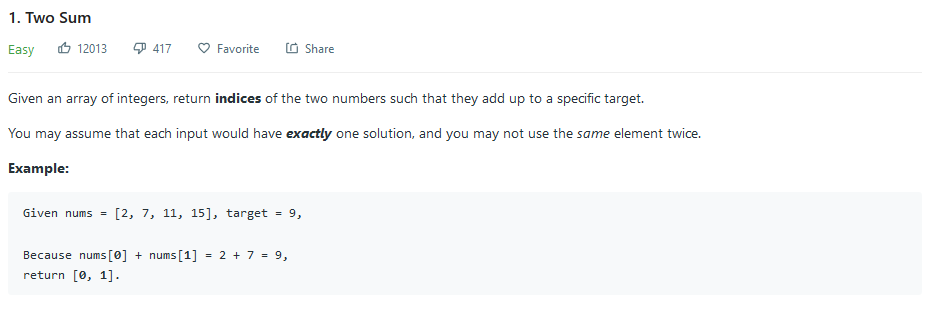 1. Two Sum
Easy 12013 417 Favorite Share
Given an array of integers, return indices of the two numbers such that they add up to a specific target.
You may assume that each input would have exactly one solution, and you may not use the same element twice.
Example:
Given nums = [2, 7, 11, 15], target = 9,
Because nums[0] + nums[1] = 2 + 7 = 9,
return [0, 1].